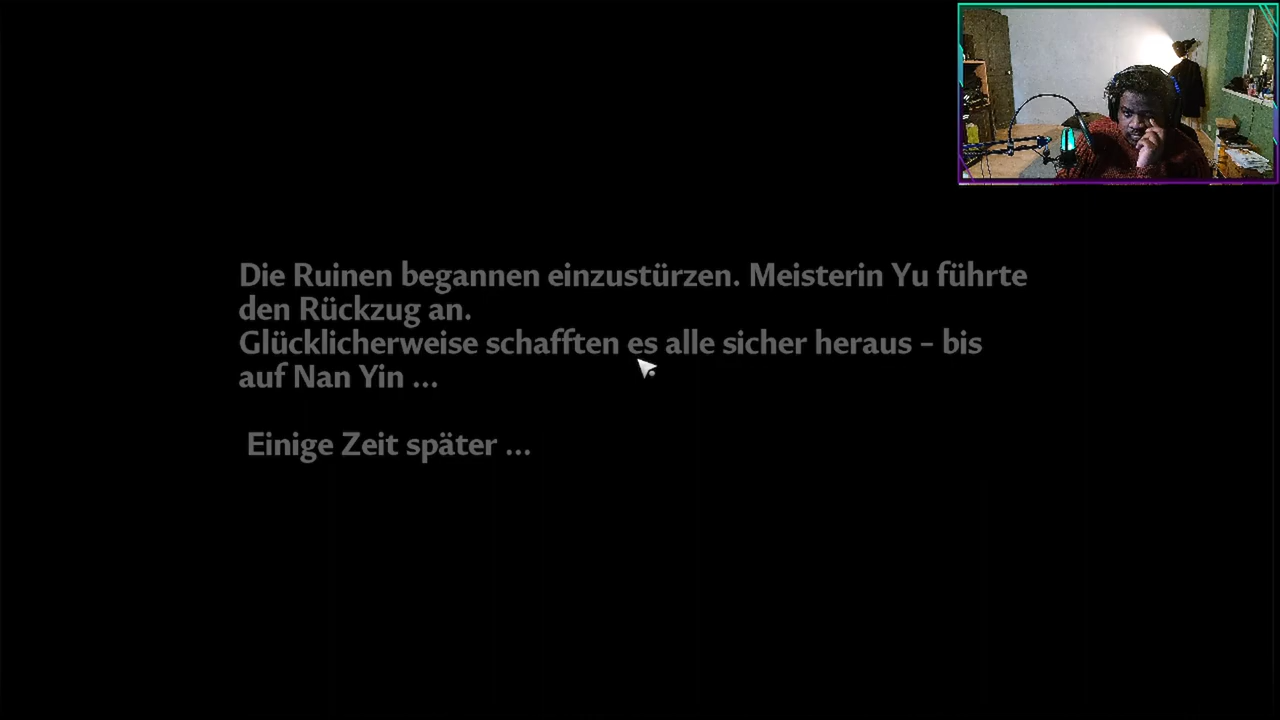 Die Ruinen begannen einzustürzen. Meisterin Yu führte
den Rückzug an.
Glücklicherweise schafften es alle sicher heraus – bis
auf Nan Yin ...
Einige Zeit später ...